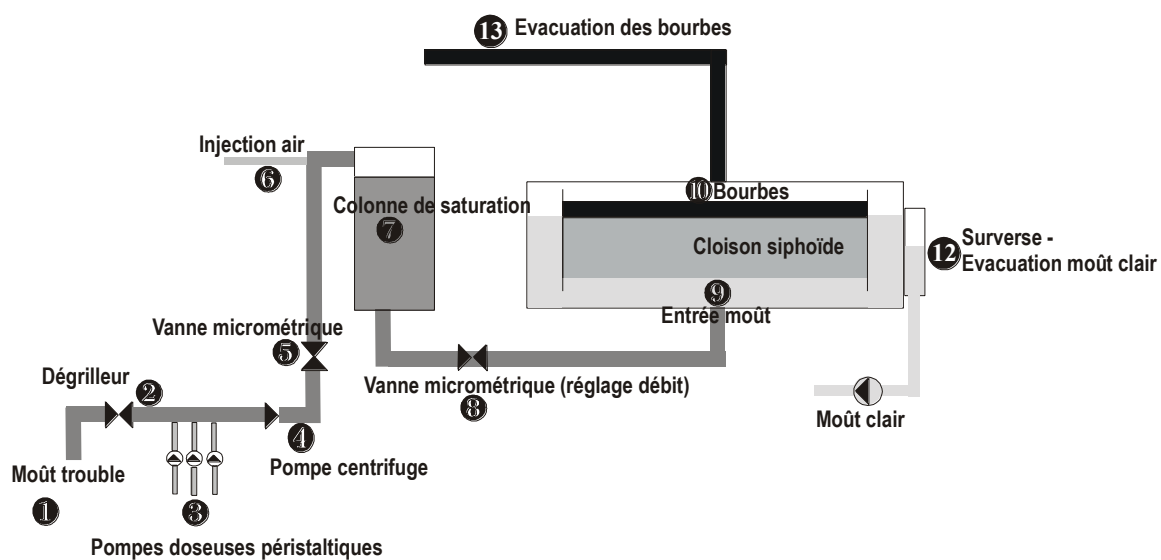 13 Evacuation des bourbes
Injection air
6
Colonne de saturation
7
10 Bourbes
Cloison siphoïde
12 Surverse -
Evacuation moût clair
9
Entrée moût
Vanne micrométrique
5
Vanne micrométrique (réglage débit)
8
Dégrilleur
2
Moût clair
4
Pompe centrifuge
Moût trouble
1
3
Pompes doseuses péristaltiques